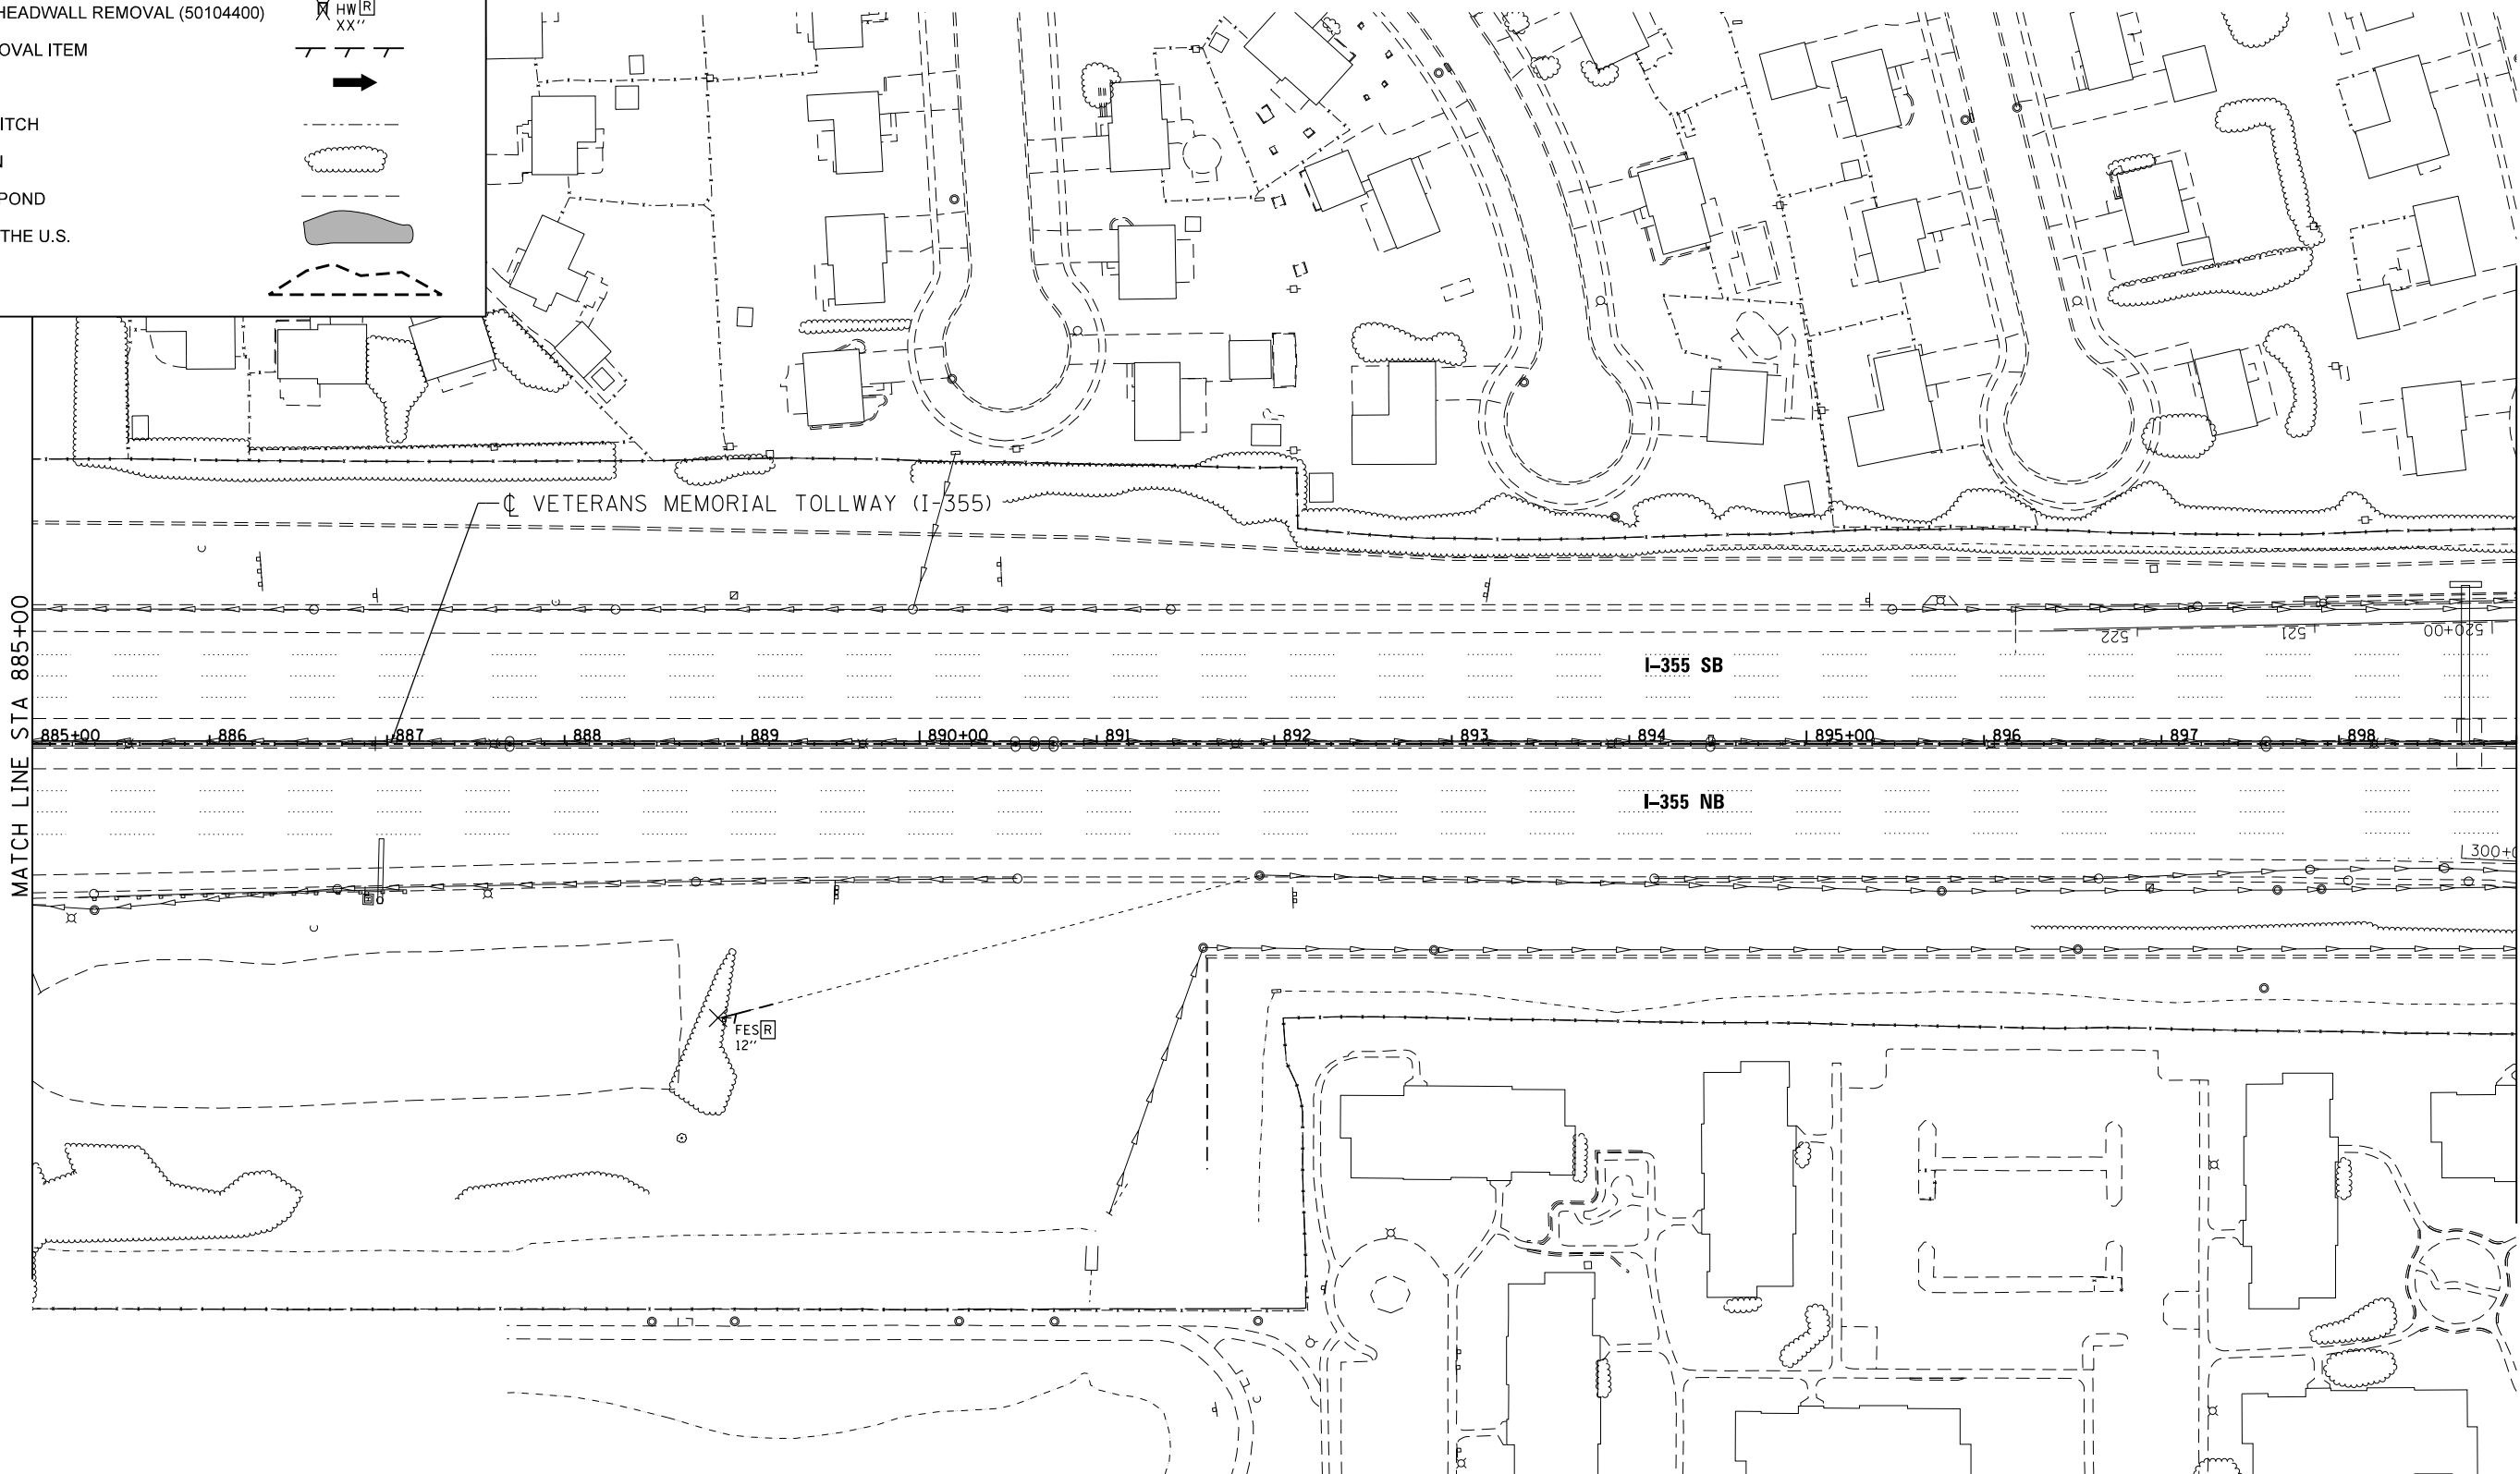 HEADWALL REMOVAL (50104400)
HW R
XX''
OVAL ITEM
ITCH
POND
THE U.S.
℄ VETERANS MEMORIAL TOLLWAY (I-355)
MATCH LINE STA 885+00
522 521 520+00
I-355 SB
885+00 886 887 888 889 890+00 891 892 893 894 895+00 896 897 898
I-355 NB
300+0
FES R
12''